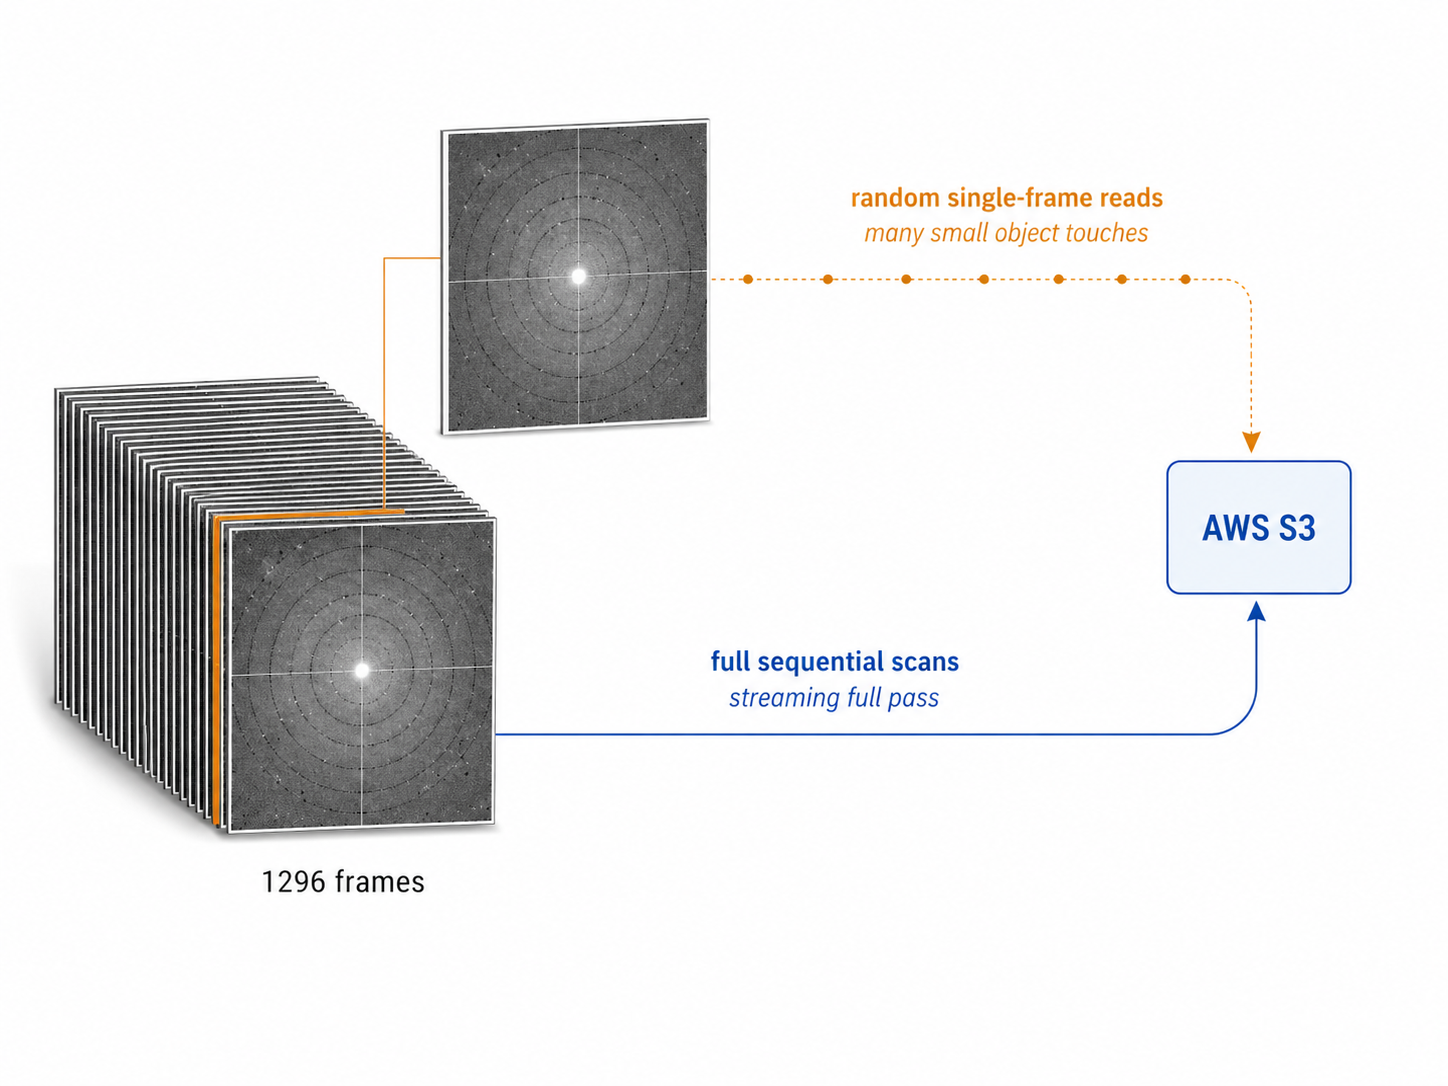 random single-frame reads
many small object touches
AWS S3
full sequential scans
streaming full pass
1296 frames